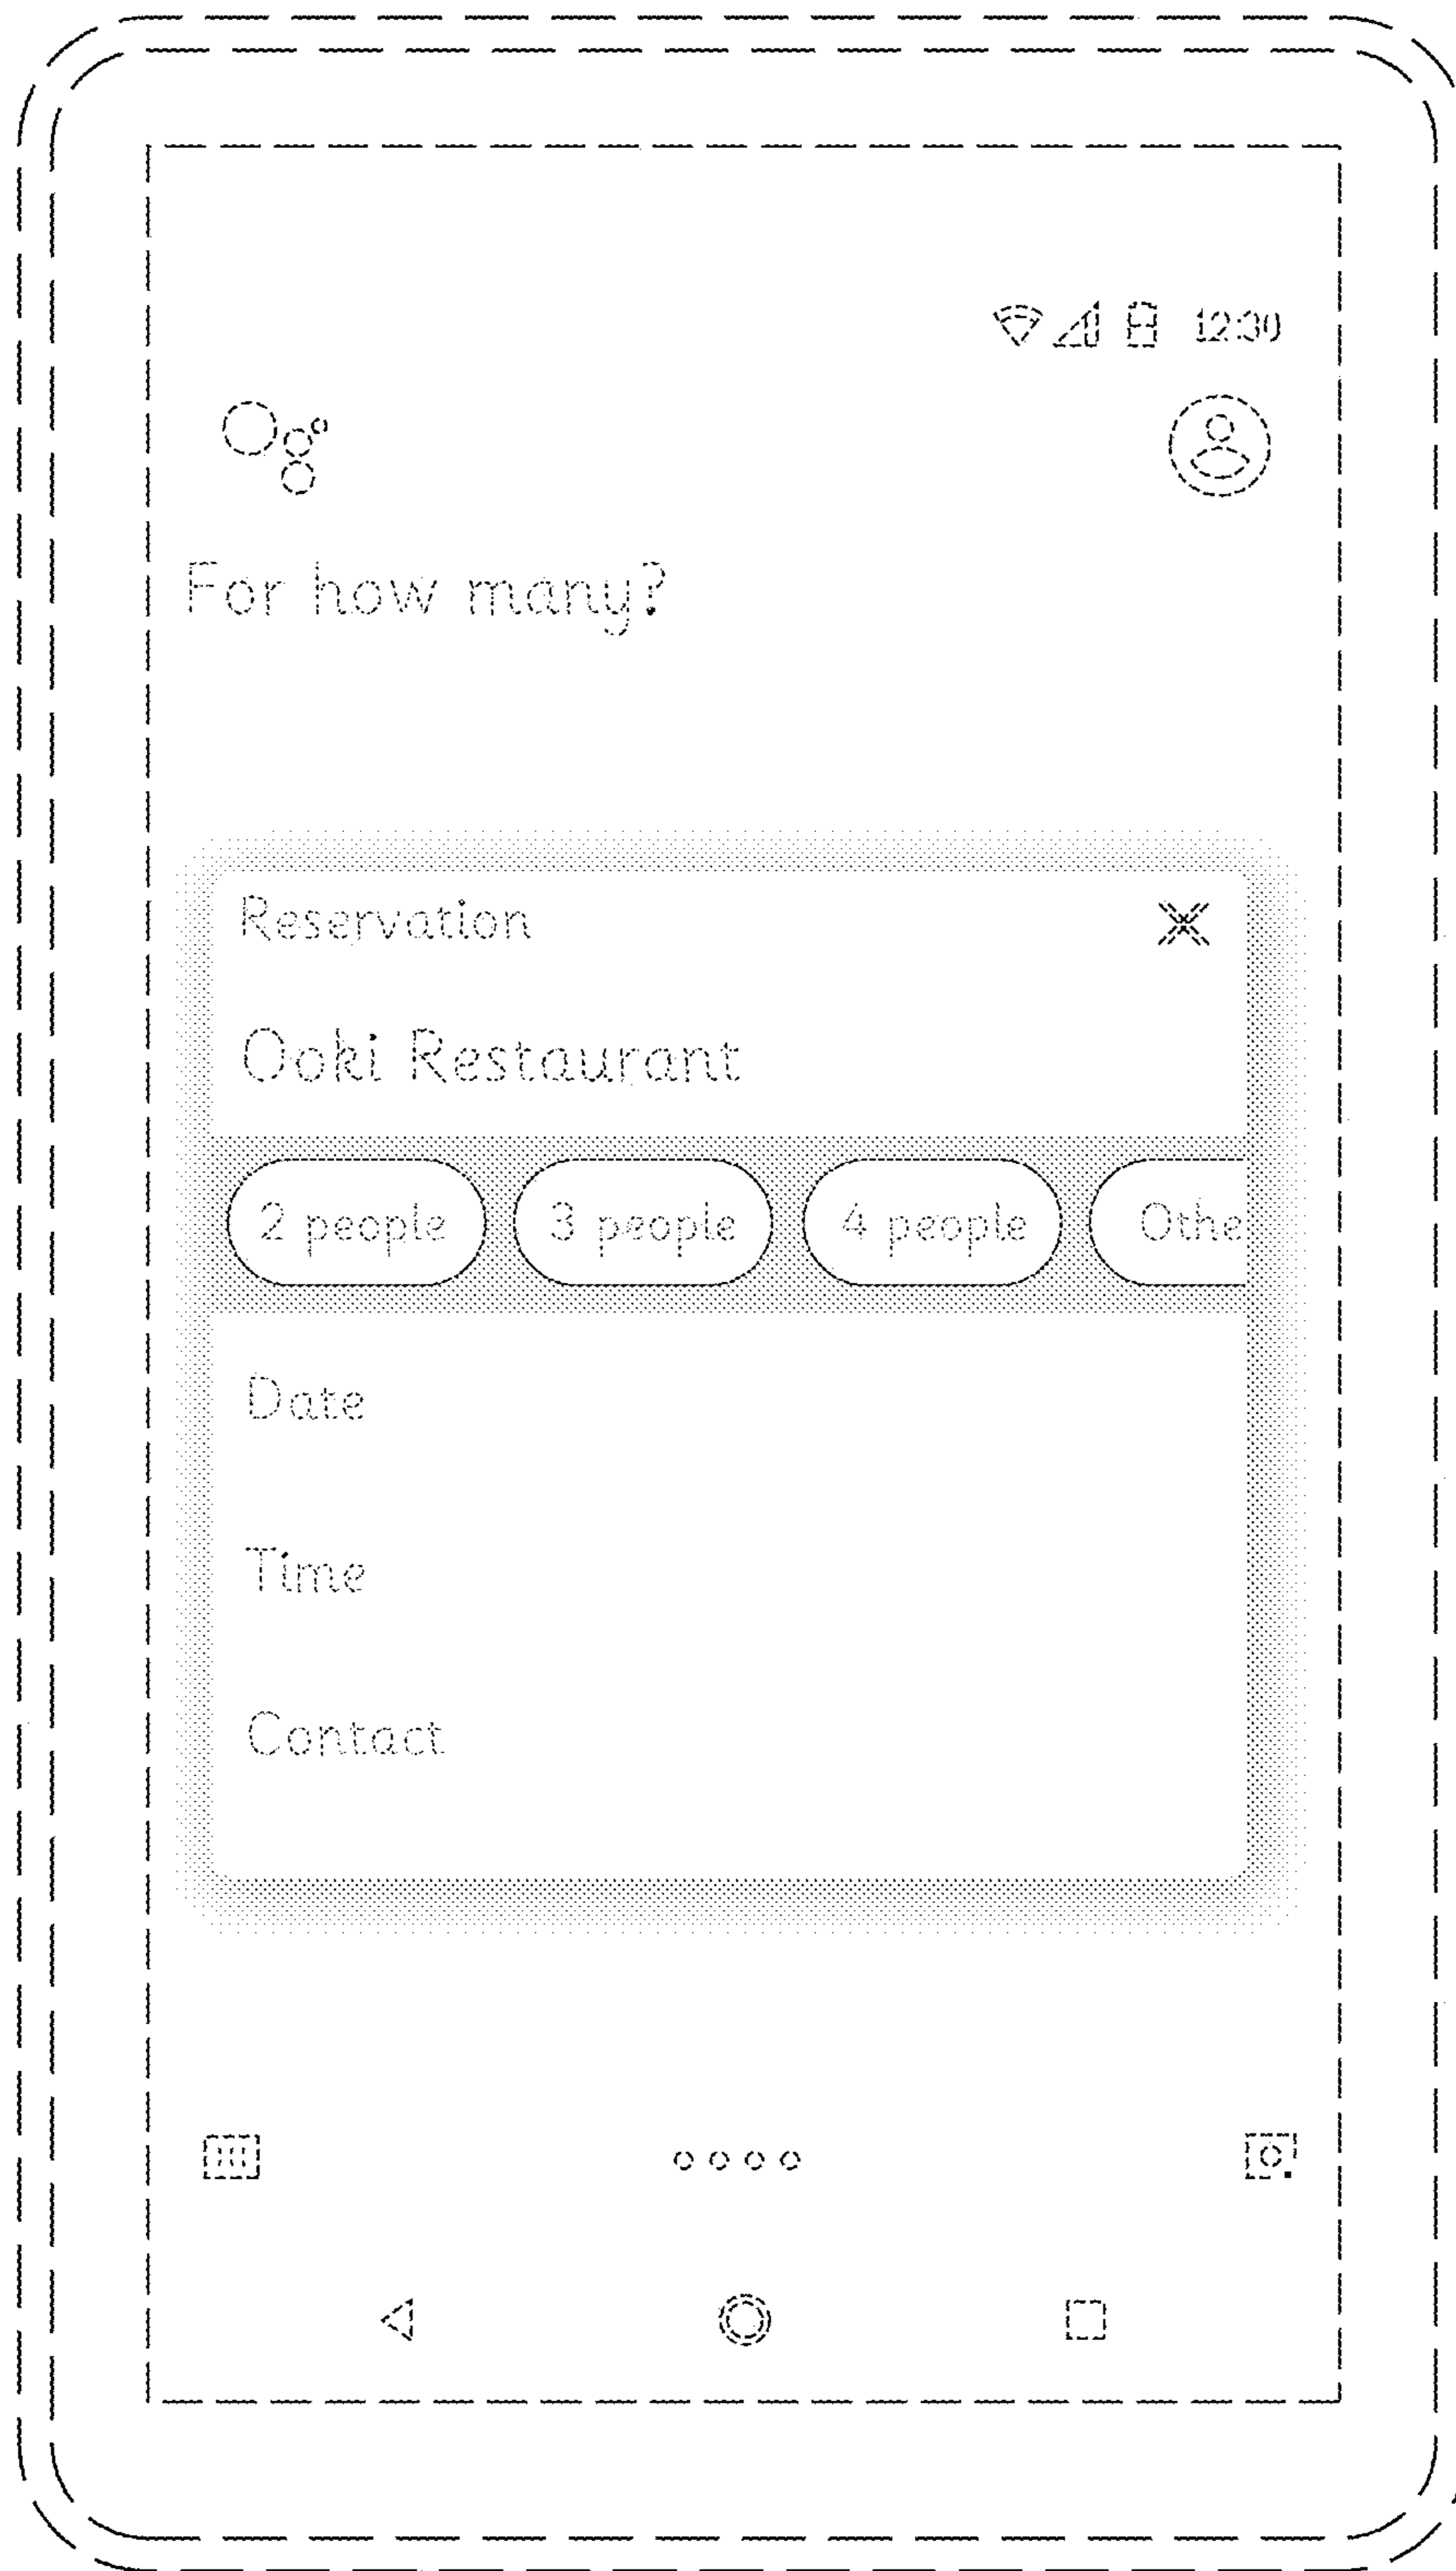 12:30
For how many?
Reservation
Ooki Restaurant
2 people 3 people 4 people Othe
Date
Time
Contact